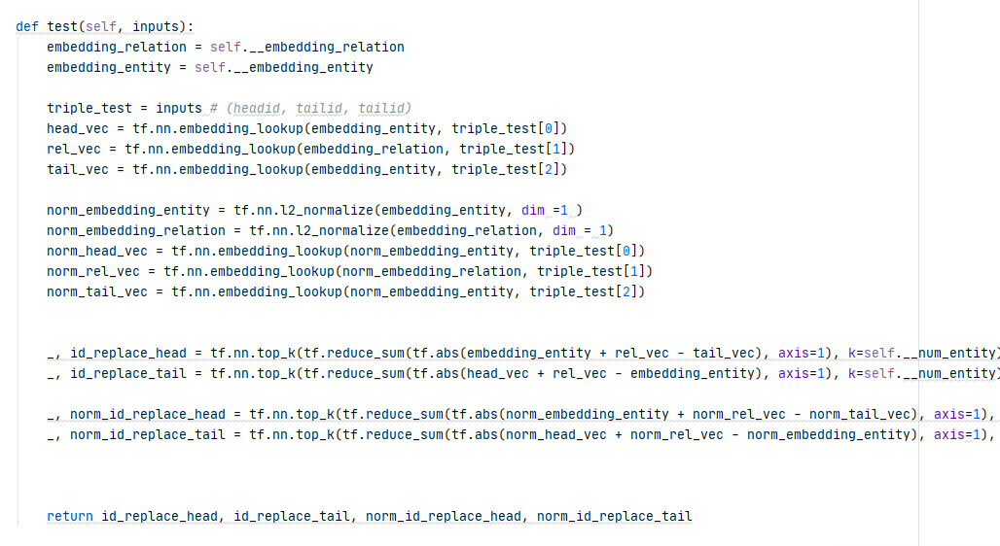 def test(self, inputs):
embedding_relation = self.__embedding_relation
embedding_entity = self.__embedding_entity
triple_test = inputs # (headid, tailid, tailid)
head_vec = tf.nn.embedding_lookup(embedding_entity, triple_test[0])
rel_vec = tf.nn.embedding_lookup(embedding_relation, triple_test[1])
tail_vec = tf.nn.embedding_lookup(embedding_entity, triple_test[2])
norm_embedding_entity = tf.nn.l2_normalize(embedding_entity, dim =1 )
norm_embedding_relation = tf.nn.l2_normalize(embedding_relation, dim = 1)
norm_head_vec = tf.nn.embedding_lookup(norm_embedding_entity, triple_test[0])
norm_rel_vec = tf.nn.embedding_lookup(norm_embedding_relation, triple_test[1])
norm_tail_vec = tf.nn.embedding_lookup(norm_embedding_entity, triple_test[2])
_, id_replace_head = tf.nn.top_k(tf.reduce_sum(tf.abs(embedding_entity + rel_vec - tail_vec), axis=1), k=self.__num_entity)
_, id_replace_tail = tf.nn.top_k(tf.reduce_sum(tf.abs(head_vec + rel_vec - embedding_entity), axis=1), k=self.__num_entity)
_, norm_id_replace_head = tf.nn.top_k(tf.reduce_sum(tf.abs(norm_embedding_entity + norm_rel_vec - norm_tail_vec), axis=1),
_, norm_id_replace_tail = tf.nn.top_k(tf.reduce_sum(tf.abs(norm_head_vec + norm_rel_vec - norm_embedding_entity), axis=1),
return id_replace_head, id_replace_tail, norm_id_replace_head, norm_id_replace_tail